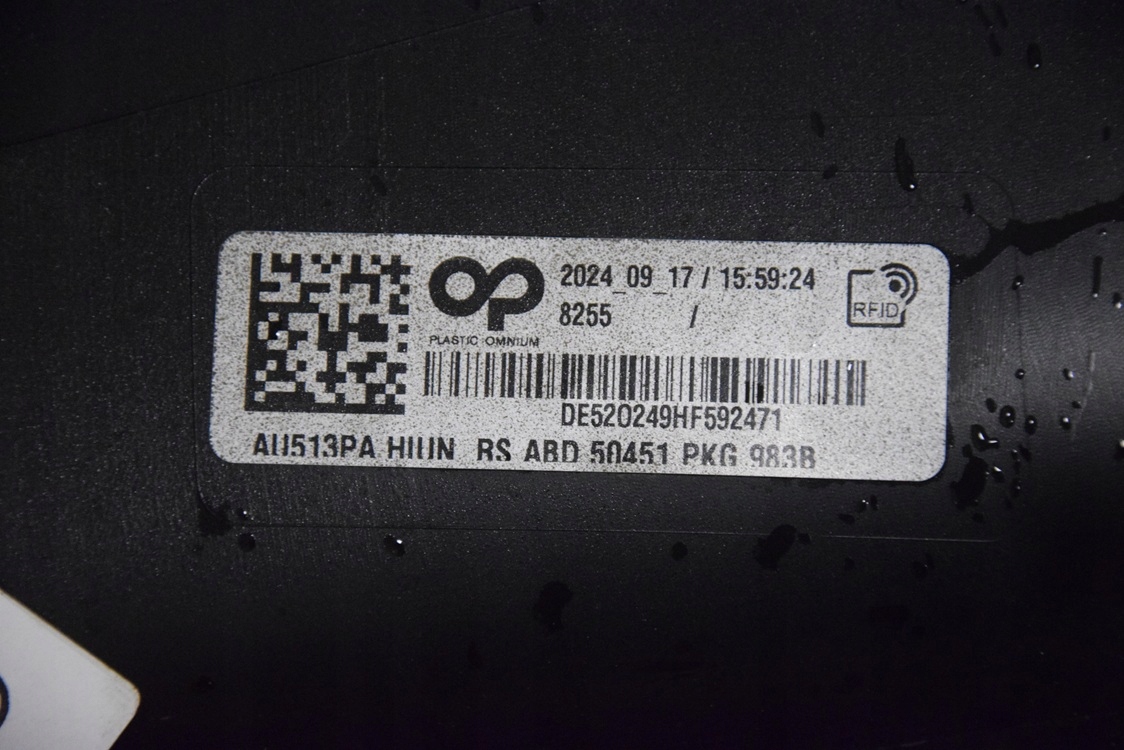 2024_09_17 / 15:59:24
RFID
8255 /
PLASTIC OMNIUM
DE520249HF592471
AU513PA HIUN RS ABD 50451 PKG 983B